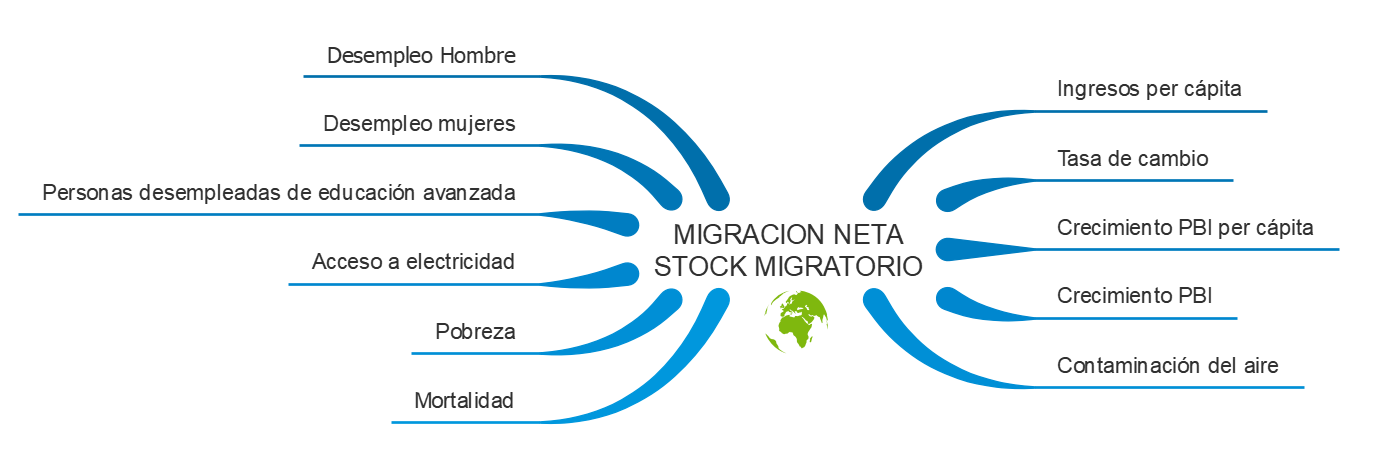 Desempleo Hombre
Desempleo mujeres
Personas desempleadas de educación avanzada
Acceso a electricidad
Pobreza
Mortalidad
MIGRACION NETA
STOCK MIGRATORIO
Ingresos per cápita
Tasa de cambio
Crecimiento PBI per cápita
Crecimiento PBI
Contaminación del aire